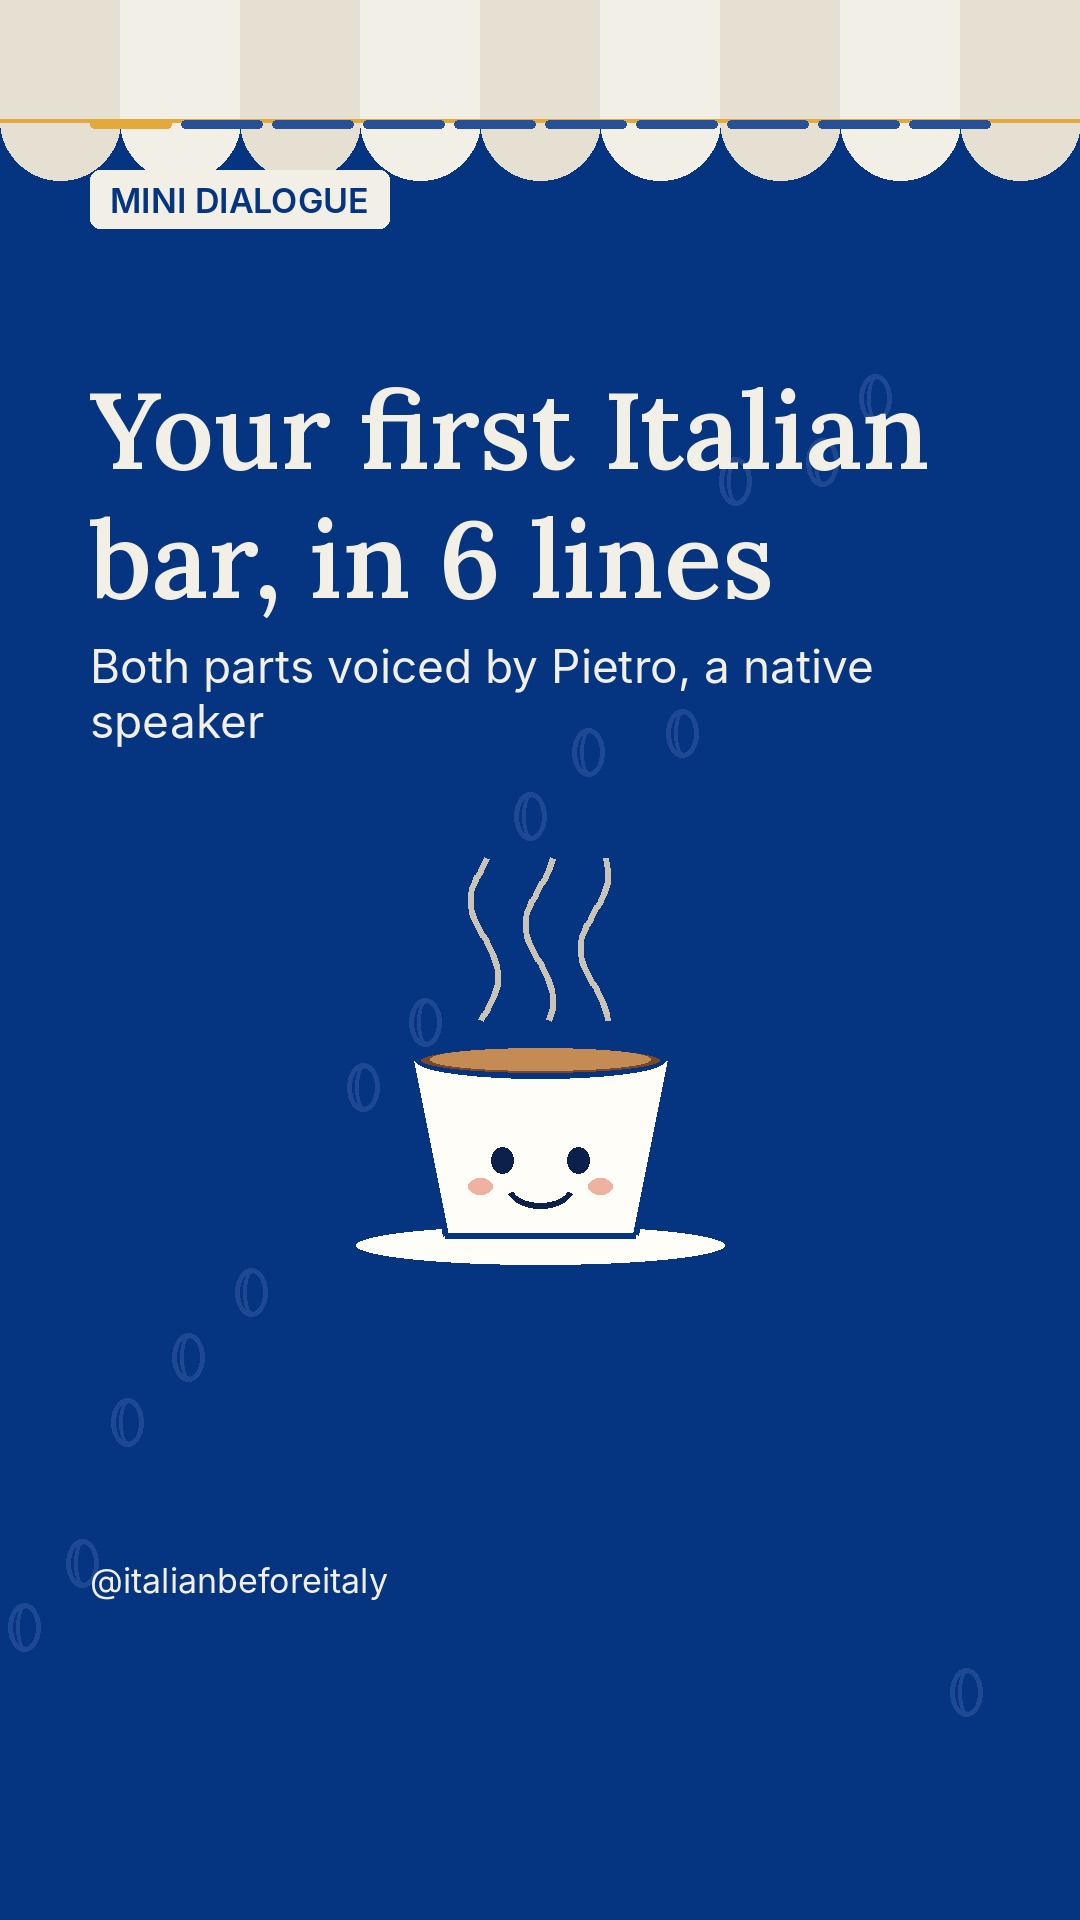 MINI DIALOGUE
Your first Italian
bar, in 6 lines
Both parts voiced by Pietro, a native
speaker
@italianbeforeitaly